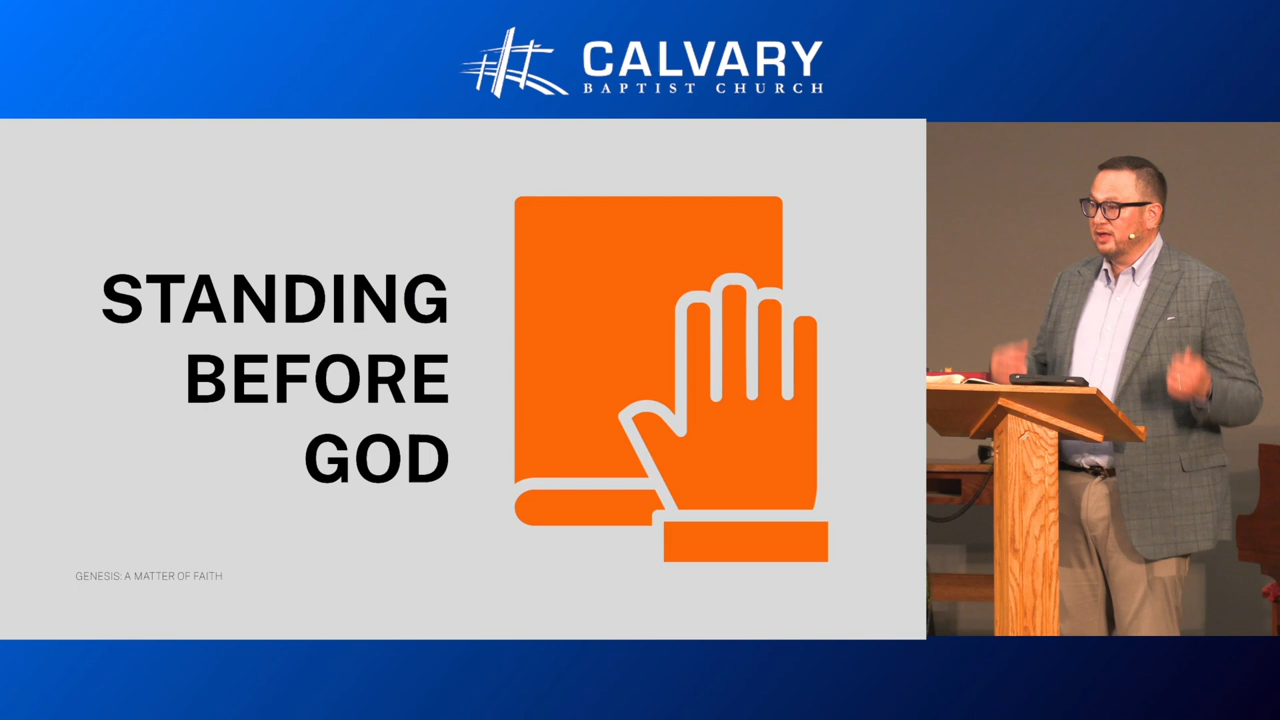 CALVARY
BAPTIST CHURCH
STANDING
BEFORE
GOD
GENESIS: A MATTER OF FAITH